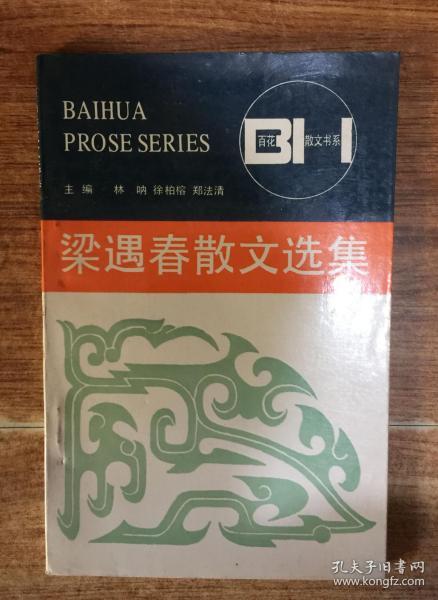 BAIHUA
PROSE SERIES
BH
百花
散文书系
主编 林呐 徐柏榕 郑法清
梁遇春散文选集
孔夫子旧书网
www.kongfz.com